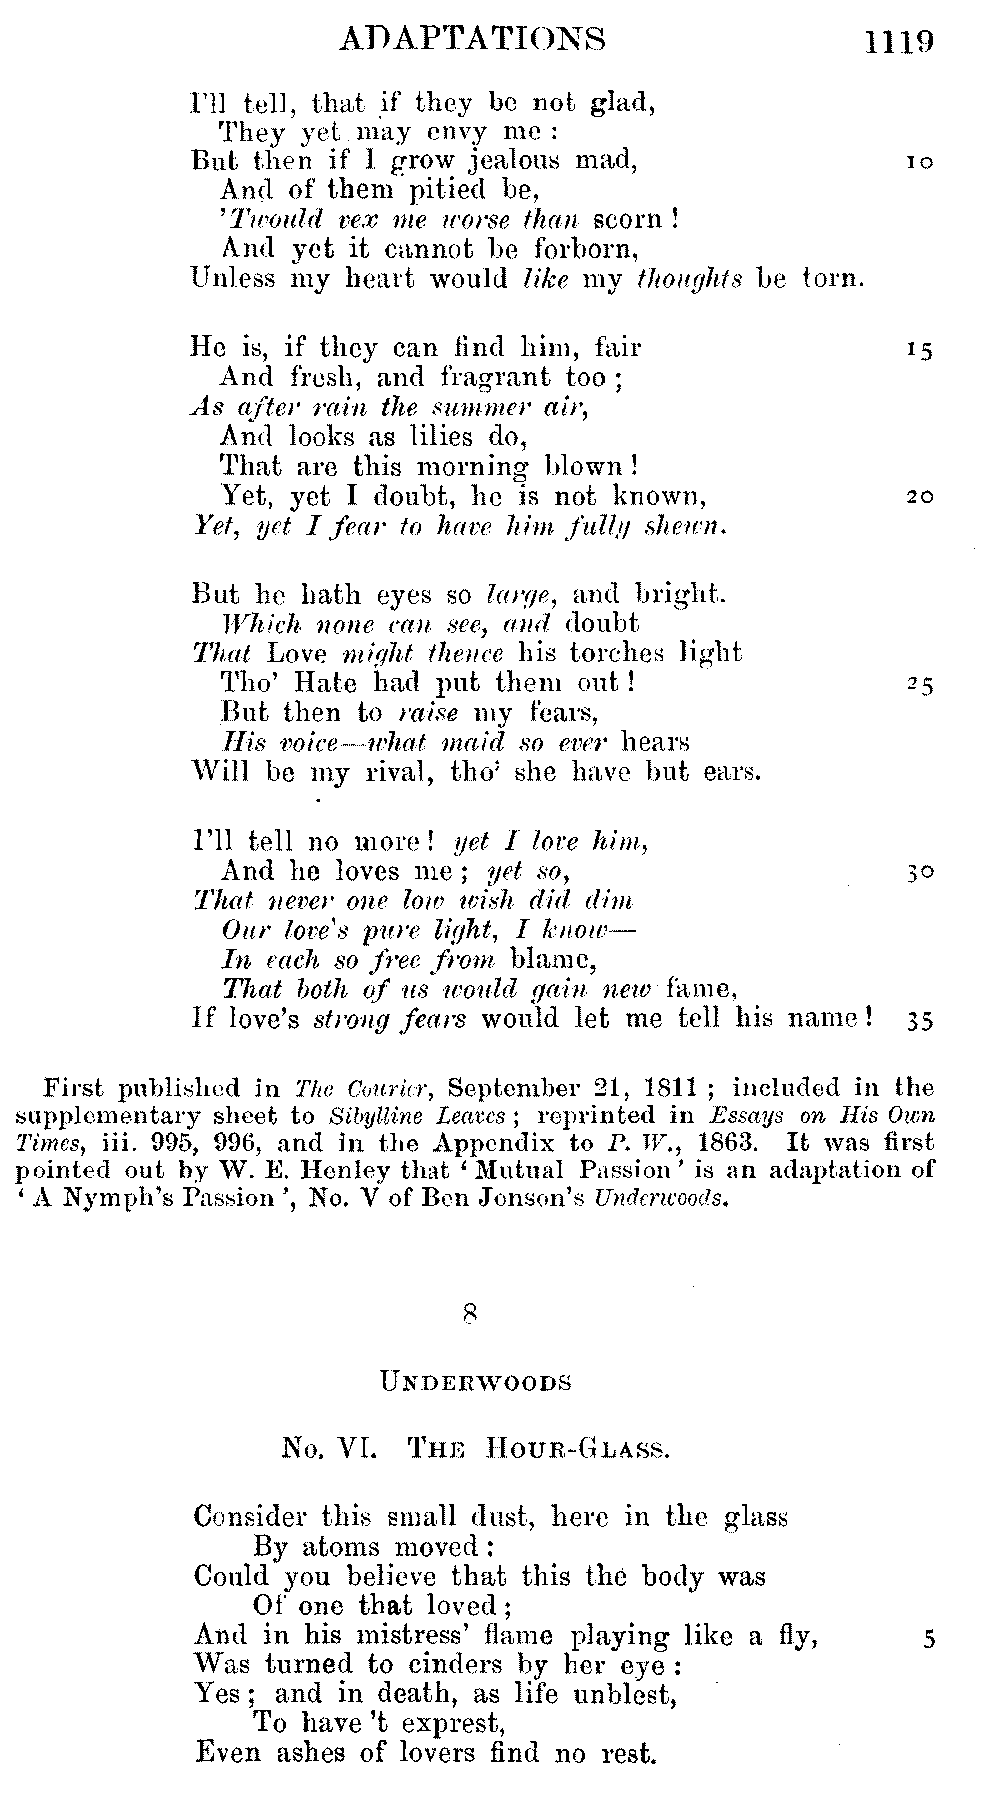 ADAPTATIONS 1119
I'll tell, that if they be not glad,
They yet may envy me :
But then if I grow jealous mad, 10
And of them pitied be,
'Twould vex me worse than scorn !
And yet it cannot be forborn,
Unless my heart would like my thoughts be torn.
He is, if they can find him, fair 15
And fresh, and fragrant too ;
As after rain the summer air,
And looks as lilies do,
That are this morning blown !
Yet, yet I doubt, he is not known, 20
Yet, yet I fear to have him fully shewn.
But he hath eyes so large, and bright.
Which none can see, and doubt
That Love might thence his torches light
Tho' Hate had put them out ! 25
But then to raise my fears,
His voice—what maid so ever hears
Will be my rival, tho' she have but ears.
I'll tell no more ! yet I love him,
And he loves me ; yet so, 30
That never one low wish did dim
Our love's pure light, I know—
In each so free from blame,
That both of us would gain new fame,
If love's strong fears would let me tell his name ! 35
First published in The Courier, September 21, 1811 ; included in the
supplementary sheet to Sibylline Leaves ; reprinted in Essays on His Own
Times, iii. 995, 996, and in the Appendix to P. W., 1863. It was first
pointed out by W. E. Henley that ' Mutual Passion ' is an adaptation of
' A Nymph's Passion ', No. V of Ben Jonson's Underwoods.
8
UNDERWOODS
No. VI. THE HOUR-GLASS.
Consider this small dust, here in the glass
By atoms moved :
Could you believe that this the body was
Of one that loved ;
And in his mistress' flame playing like a fly, 5
Was turned to cinders by her eye :
Yes ; and in death, as life unblest,
To have 't exprest,
Even ashes of lovers find no rest.